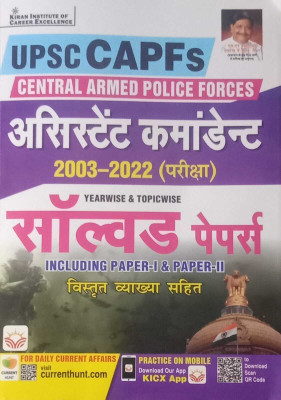 KIRAN INSTITUTE OF
CAREER EXCELLENCE
UPSC CAPFs
CENTRAL ARMED POLICE FORCES
असिस्टेंट कमांडेन्ट
2003-2022 (परीक्षा)
YEARWISE & TOPICWISE
सॉल्वड पेपर्स
INCLUDING PAPER-I & PAPER-II
विस्तृत व्याख्या सहित
FOR DAILY CURRENT AFFAIRS
visit
currenthunt.com
PRACTICE ON MOBILE
Download Our App
KICX App
to
Download
Scan
QR Code